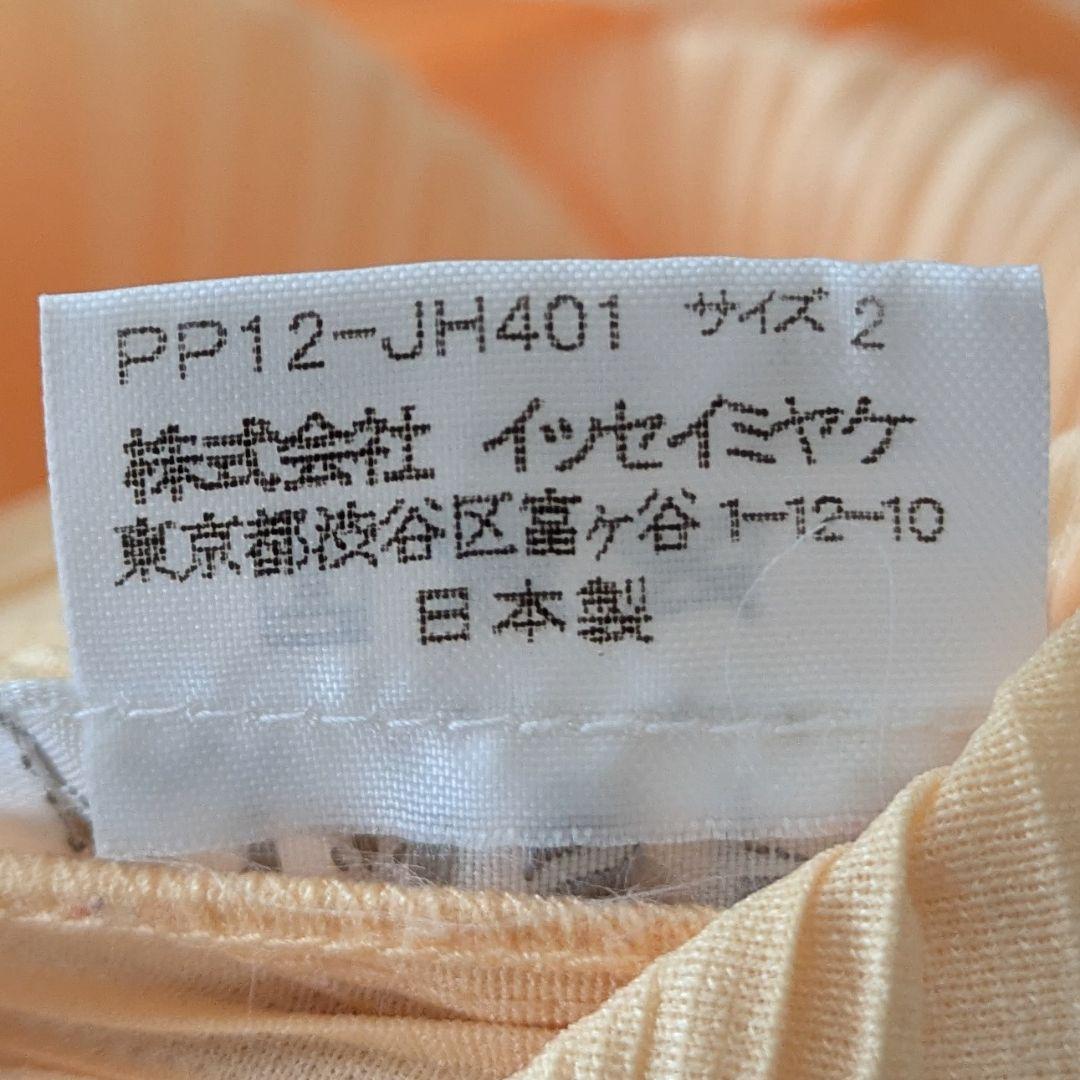 PP12-JH401 サイズ 2
株式会社 イッセイミヤケ
東京都渋谷区富ヶ谷 1-12-10
日本製